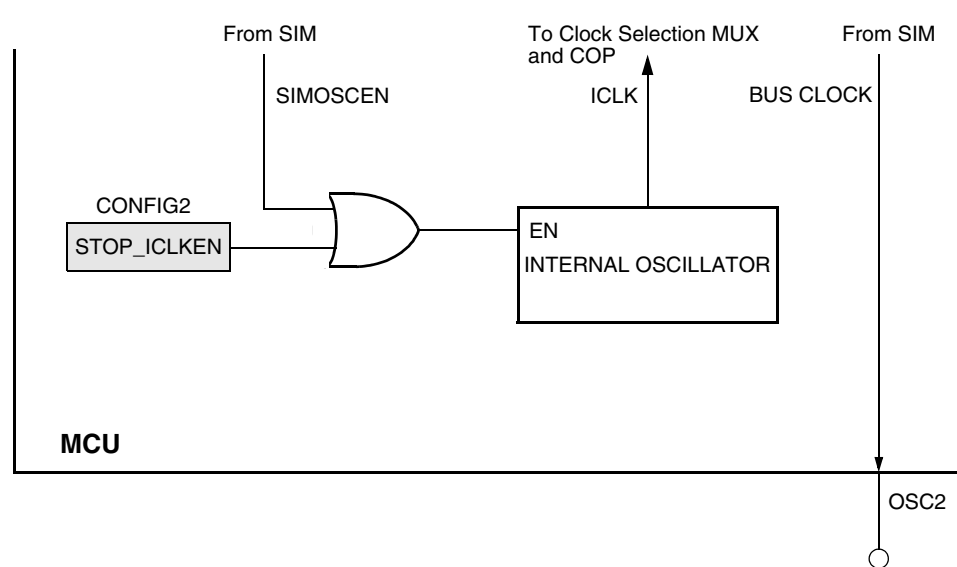 From SIM
To Clock Selection MUX
and COP
From SIM
SIMOSCEN
ICLK
BUS CLOCK
CONFIG2
STOP_ICLKEN
EN
INTERNAL OSCILLATOR
MCU
OSC2